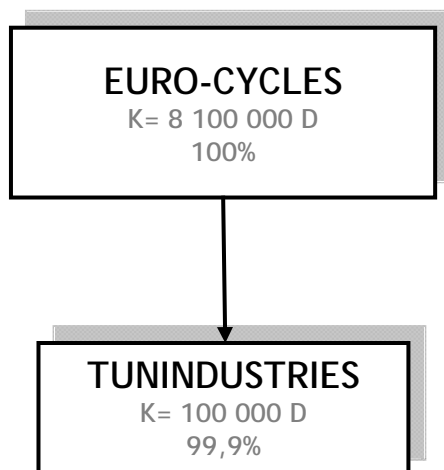 EURO-CYCLES
K= 8 100 000 D
100%
TUNINDUSTRIES
K= 100 000 D
99,9%